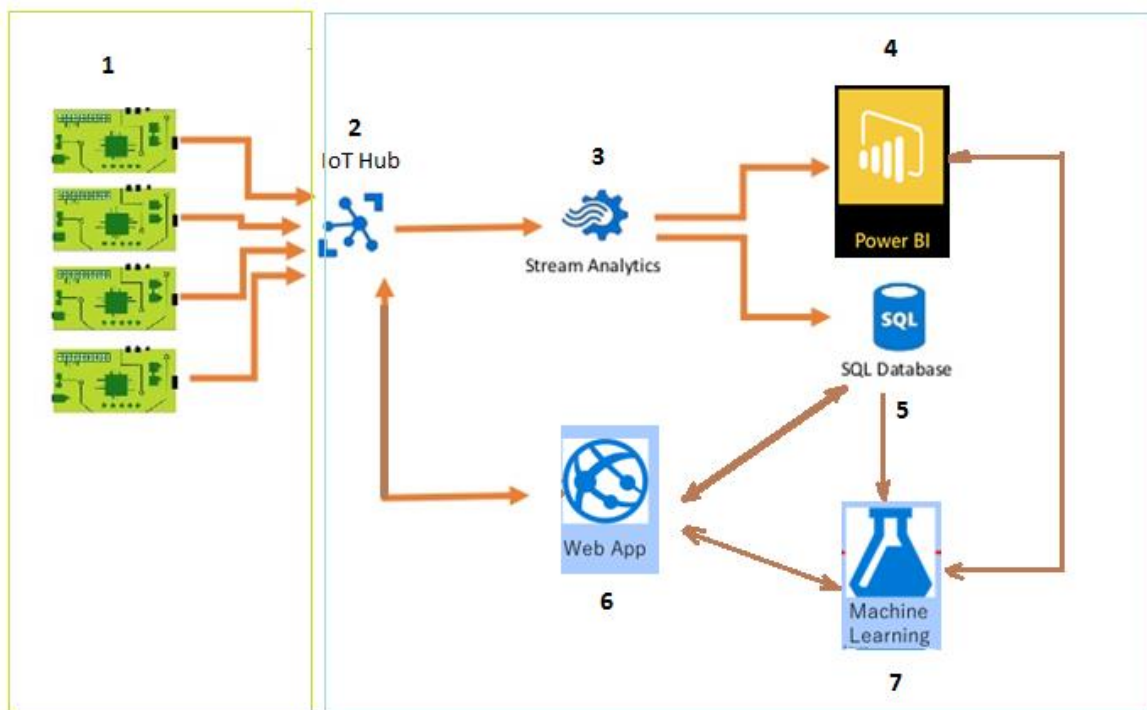 1
2
IoT Hub
3
Stream Analytics
4
Power BI
SQL
SQL Database
5
Web App
6
Machine
Learning
7